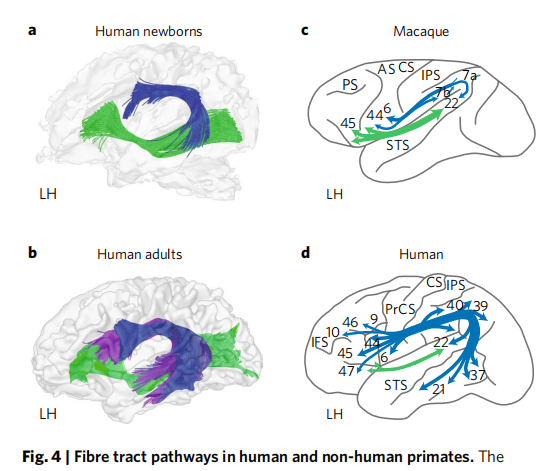 a
Human newborns
LH
c
Macaque
PS
AS CS
IPS
7a
7b
22
6
44
45
STS
LH
b
Human adults
LH
d
Human
CS IPS
PrCS
40 39
9
46
10
IFS
44
22
45
6
47
37
STS
21
LH
Fig. 4 | Fibre tract pathways in human and non-human primates. The